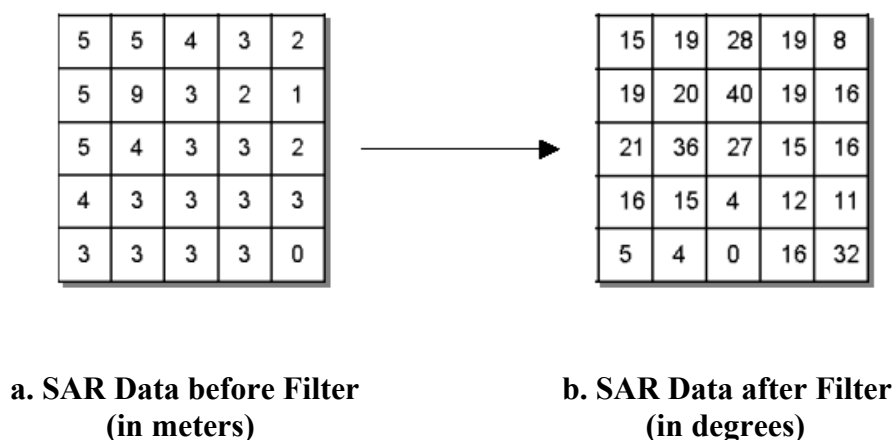 5 5 4 3 2 15 19 28 19 8
5 9 3 2 1 19 20 40 19 16
5 4 3 3 2 21 36 27 15 16
4 3 3 3 3 16 15 4 12 11
3 3 3 3 0 5 4 0 16 32
a. SAR Data before Filter
(in meters)
b. SAR Data after Filter
(in degrees)